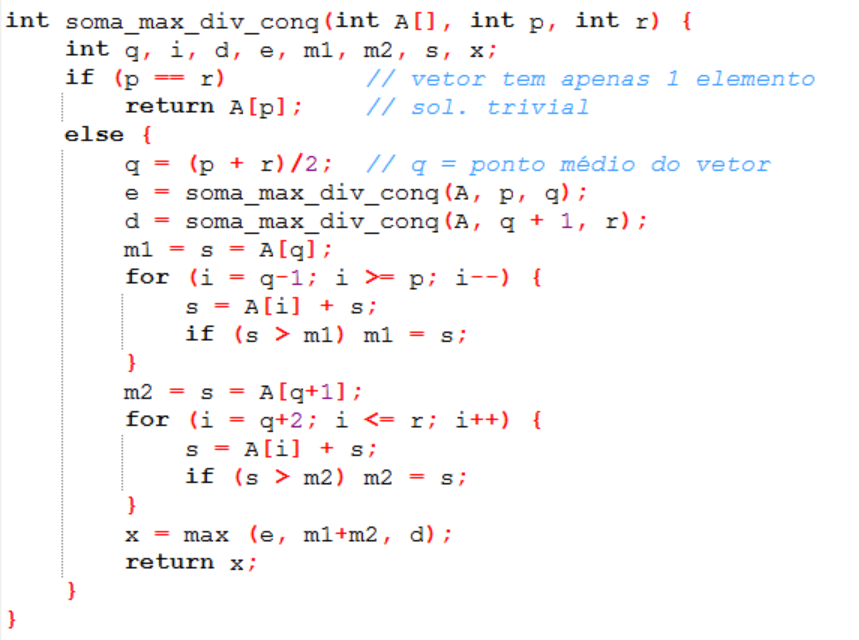 int soma_max_div_conq(int A[], int p, int r) {
    int q, i, d, e, m1, m2, s, x;
    if (p == r)          // vetor tem apenas 1 elemento
        return A[p];     // sol. trivial
    else {
        q = (p + r)/2;  // q = ponto médio do vetor
        e = soma_max_div_conq(A, p, q);
        d = soma_max_div_conq(A, q + 1, r);
        m1 = s = A[q];
        for (i = q-1; i >= p; i--) {
            s = A[i] + s;
            if (s > m1) m1 = s;
        }
        m2 = s = A[q+1];
        for (i = q+2; i <= r; i++) {
            s = A[i] + s;
            if (s > m2) m2 = s;
        }
        x = max (e, m1+m2, d);
        return x;
    }
}